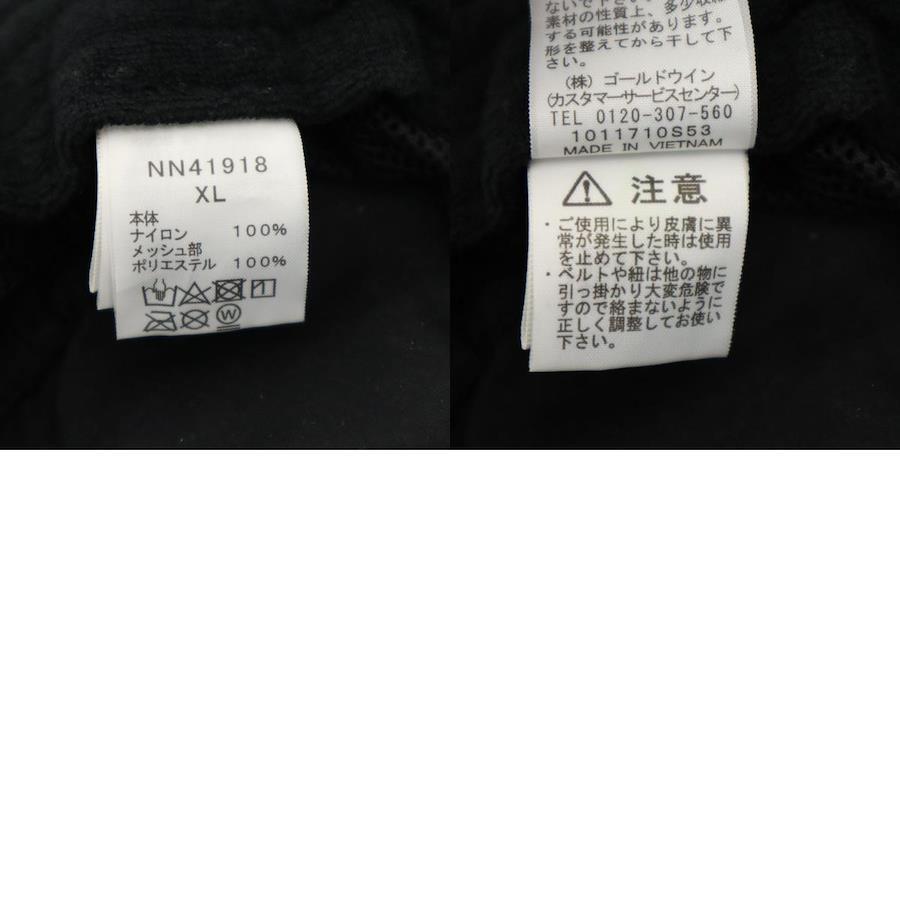 NN41918
XL
本体
ナイロン 100%
メッシュ部
ポリエステル 100%
W
素材の性質上、多少収縮
する可能性があります。
形を整えてから干して下
さい。
(株) ゴールドウイン
(カスタマーサービスセンター)
TEL 0120-307-560
1011710S53
MADE IN VIETNAM
注意
・ご使用により皮膚に異
常が発生した時は使用
を止めて下さい。
・ベルトや紐は他の物に
引っ掛かり大変危険で
すので絡まないように
正しく調整してお使い
下さい。